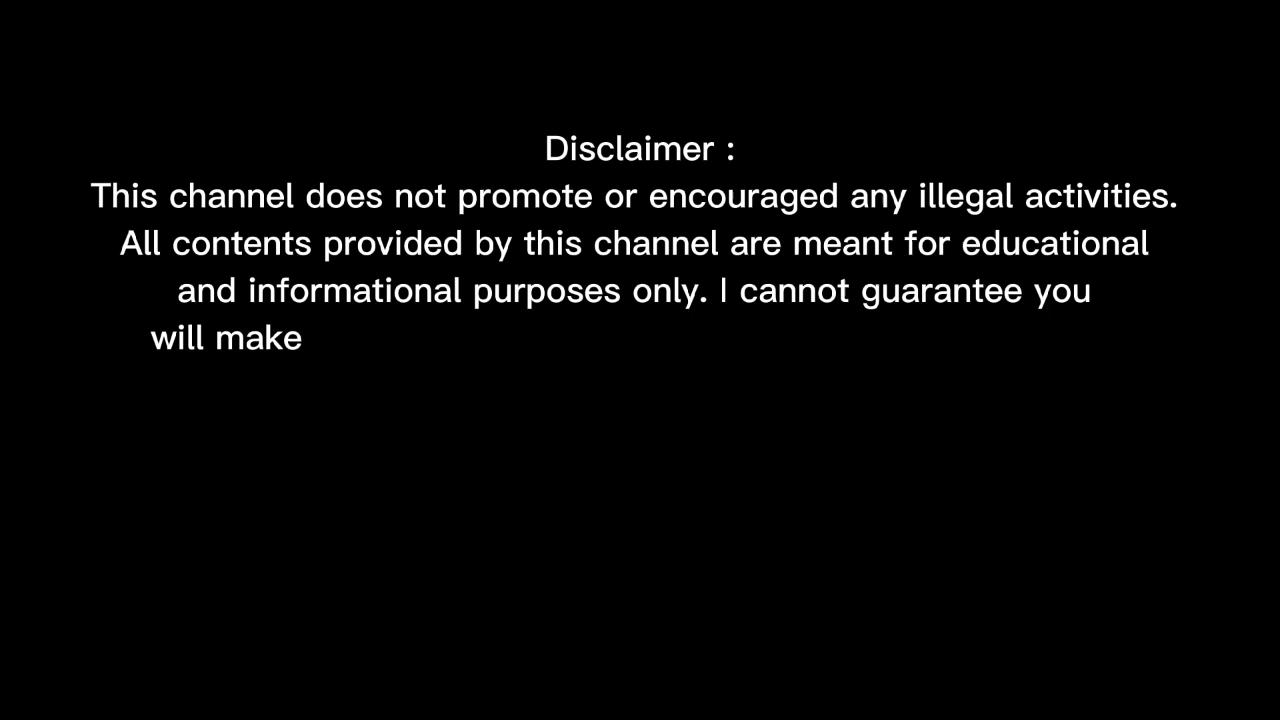 Disclaimer :
This channel does not promote or encouraged any illegal activities.
All contents provided by this channel are meant for educational
and informational purposes only. I cannot guarantee you
will make